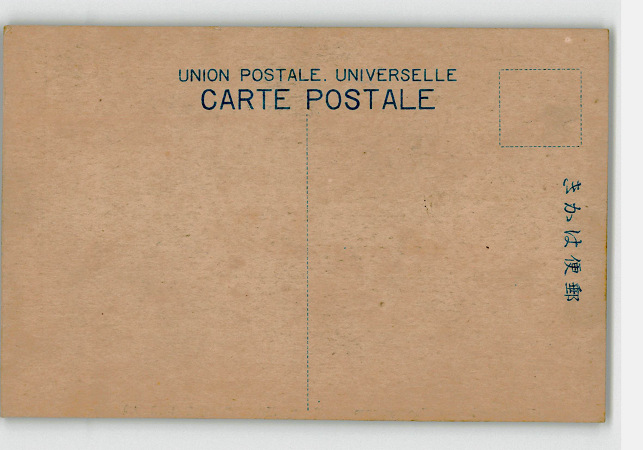 UNION POSTALE. UNIVERSELLE
CARTE POSTALE
きかは便郵